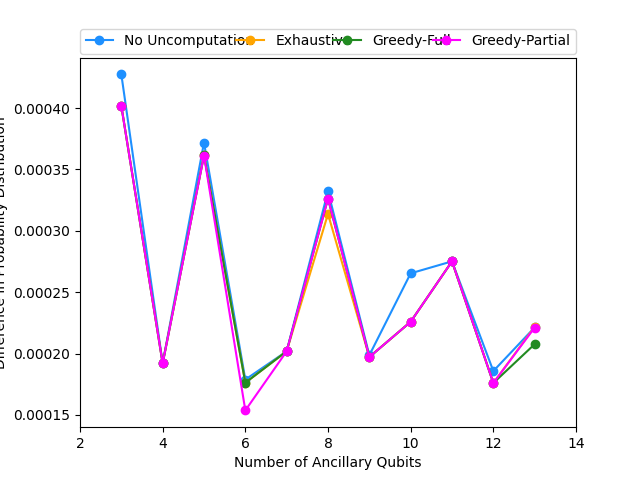 No Uncomputation Exhaustive Greedy-Full Greedy-Partial
0.00040
0.00035
0.00030
0.00025
0.00020
0.00015
Difference in Probability Distribution
2 4 6 8 10 12 14
Number of Ancillary Qubits